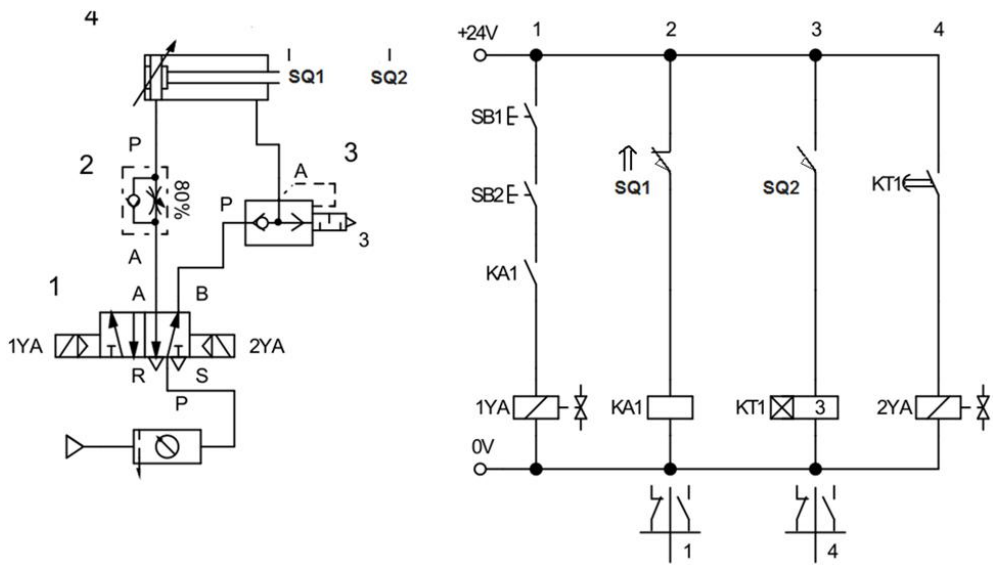 4
SQ1 SQ2
P
2
3
A
80%
P
3
A
1
A B
1YA 2YA
R S
P
+24V 1 2 3 4
SB1
SQ1 SQ2 KT1
SB2
KA1
1YA KA1 KT1 3 2YA
0V
1 4